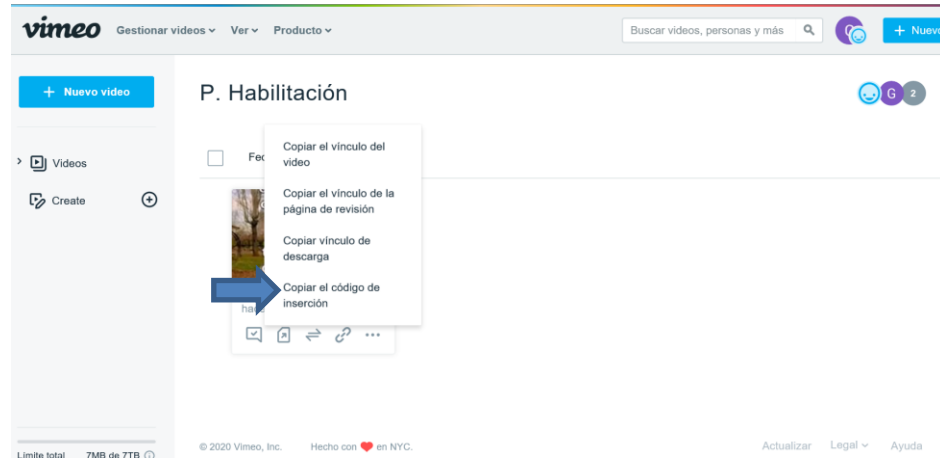 vimeo Gestionar videos Ver Producto Buscar videos, personas y más + Nuevo
+ Nuevo video
P. Habilitación
G 2
Videos
Create
Copiar el vínculo del
video
Copiar el vínculo de la
página de revisión
Copiar vínculo de
descarga
Copiar el código de
inserción
© 2020 Vimeo, Inc. Hecho con ❤ en NYC.
Actualizar Legal Ayuda
Límite total 7MB de 7TB